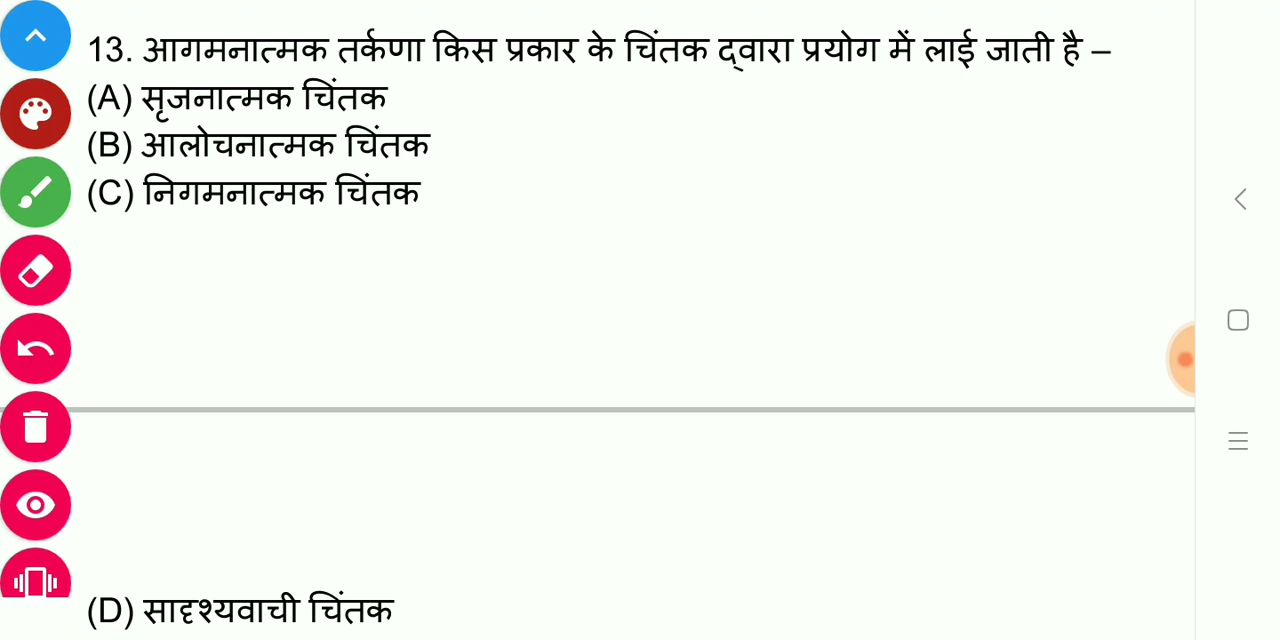 13. आगमनात्मक तर्कणा किस प्रकार के चिंतक द्वारा प्रयोग में लाई जाती है –
(A) सृजनात्मक चिंतक
(B) आलोचनात्मक चिंतक
(C) निगमनात्मक चिंतक
(D) सादृश्यवाची चिंतक